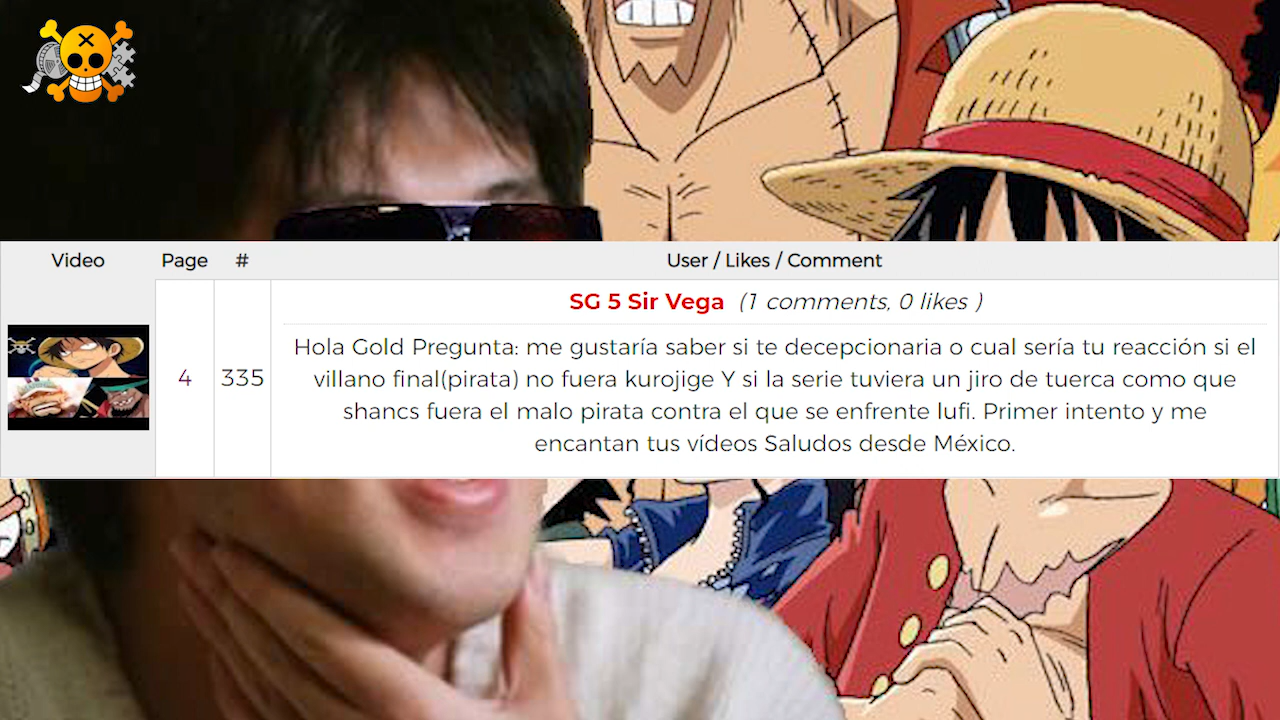 Video Page # User / Likes / Comment
SG 5 Sir Vega (1 comments, 0 likes )
4 335
Hola Gold Pregunta: me gustaría saber si te decepcionaria o cual sería tu reacción si el
villano final(pirata) no fuera kurojige Y si la serie tuviera un jiro de tuerca como que
shancs fuera el malo pirata contra el que se enfrente lufi. Primer intento y me
encantan tus vídeos Saludos desde México.